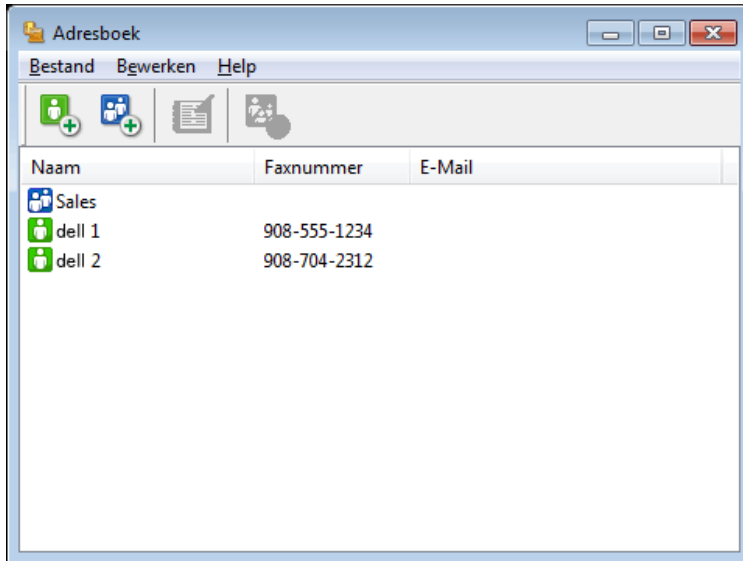 Adresboek
Bestand Bewerken Help
Naam Faxnummer E-Mail
Sales
dell 1 908-555-1234
dell 2 908-704-2312